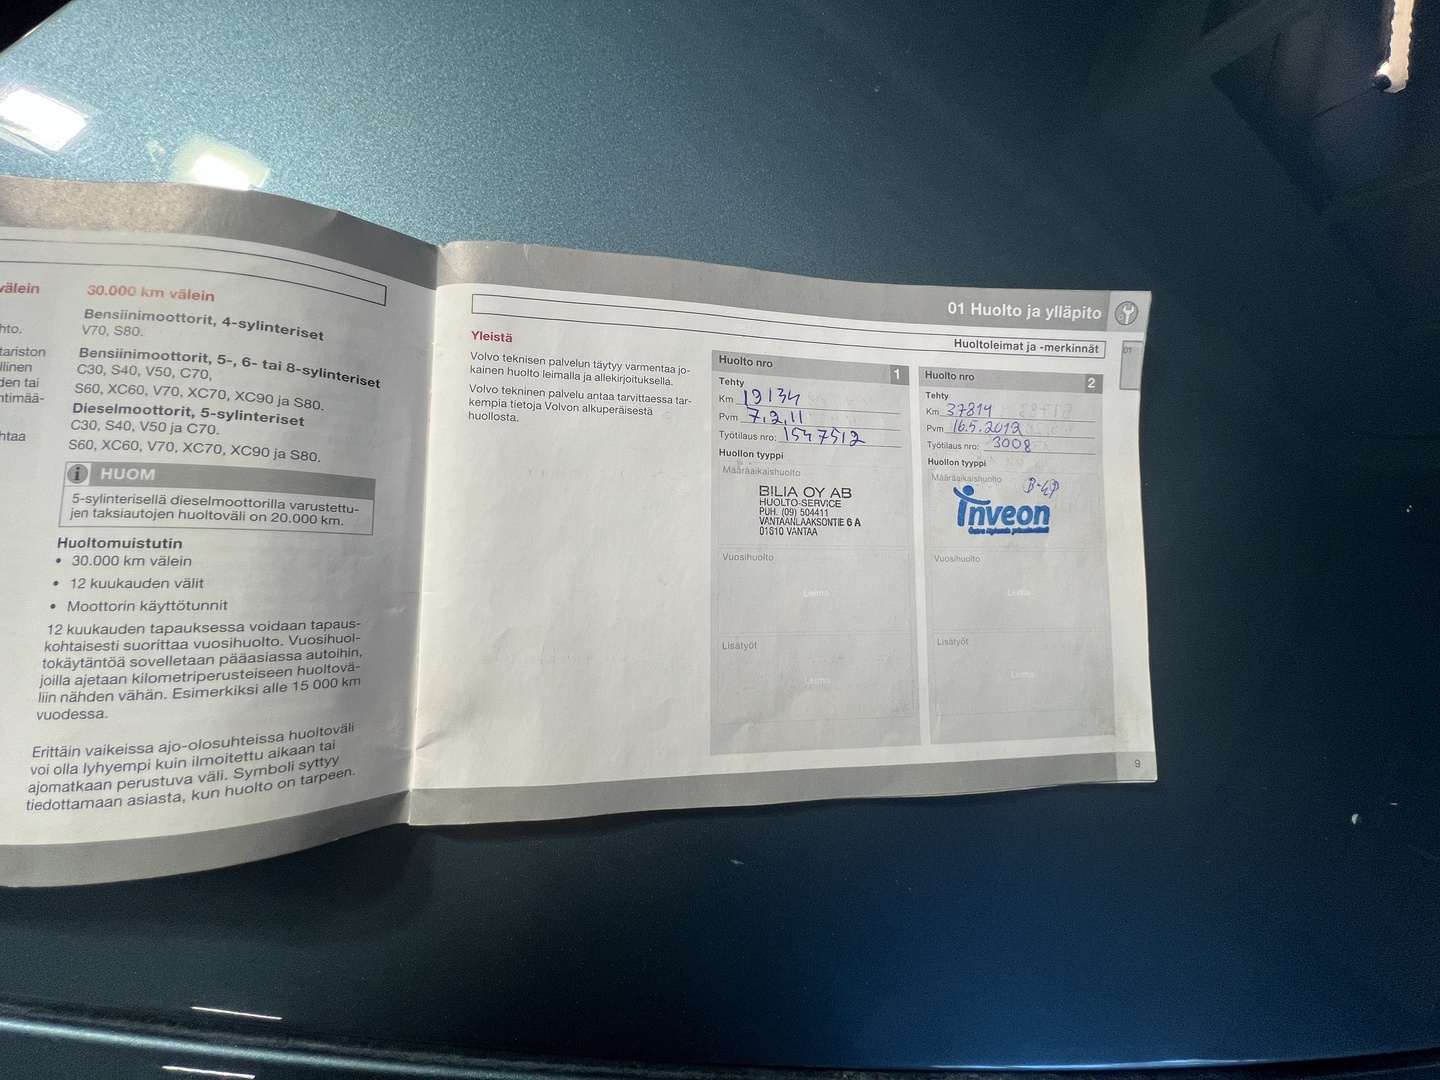 välein
hto.
tariston
llinen
den tai
ntimää-
htaa
30.000 km välein
Bensiinimoottorit, 4-sylinteriset
V70, S80.
Bensiinimoottorit, 5-, 6- tai 8-sylinteriset
C30, S40, V50, C70,
S60, XC60, V70, XC70, XC90 ja S80.
Dieselmoottorit, 5-sylinteriset
C30, S40, V50 ja C70.
S60, XC60, V70, XC70, XC90 ja S80.
i HUOM
5-sylinterisellä dieselmoottorilla varustettu-
jen taksiautojen huoltoväli on 20.000 km.
Huoltomuistutin
• 30.000 km välein
• 12 kuukauden välit
• Moottorin käyttötunnit
12 kuukauden tapauksessa voidaan tapaus-
kohtaisesti suorittaa vuosihuolto. Vuosihuol-
tokäytäntöä sovelletaan pääasiassa autoihin,
joilla ajetaan kilometriperusteiseen huoltovä-
liin nähden vähän. Esimerkiksi alle 15 000 km
vuodessa.
Erittäin vaikeissa ajo-olosuhteissa huoltoväli
voi olla lyhyempi kuin ilmoitettu aikaan tai
ajomatkaan perustuva väli. Symboli syttyy
tiedottamaan asiasta, kun huolto on tarpeen.
01 Huolto ja ylläpito
Huoltoleimat ja -merkinnät
01
Yleistä
Volvo teknisen palvelun täytyy varmentaa jo-
kainen huolto leimalla ja allekirjoituksella.
Volvo tekninen palvelu antaa tarvittaessa tar-
kempia tietoja Volvon alkuperäisestä
huollosta.
Huolto nro 1
Tehty
Km 19134
Pvm 7.2.11
Työtilaus nro: 1547512
Huollon tyyppi
Määräaikaishuolto
BILIA OY AB
HUOLTO-SERVICE
PUH. (09) 504411
VANTAANLAAKSONTIE 6 A
01610 VANTAA
Vuosihuolto
Leima
Lisätyöt
Leima
Huolto nro 2
Tehty
Km 37814
Pvm 16.5.2012
Työtilaus nro: 3008
Huollon tyyppi
Määräaikaishuolto
inveon
Vuosihuolto
Leima
Lisätyöt
Leima
9